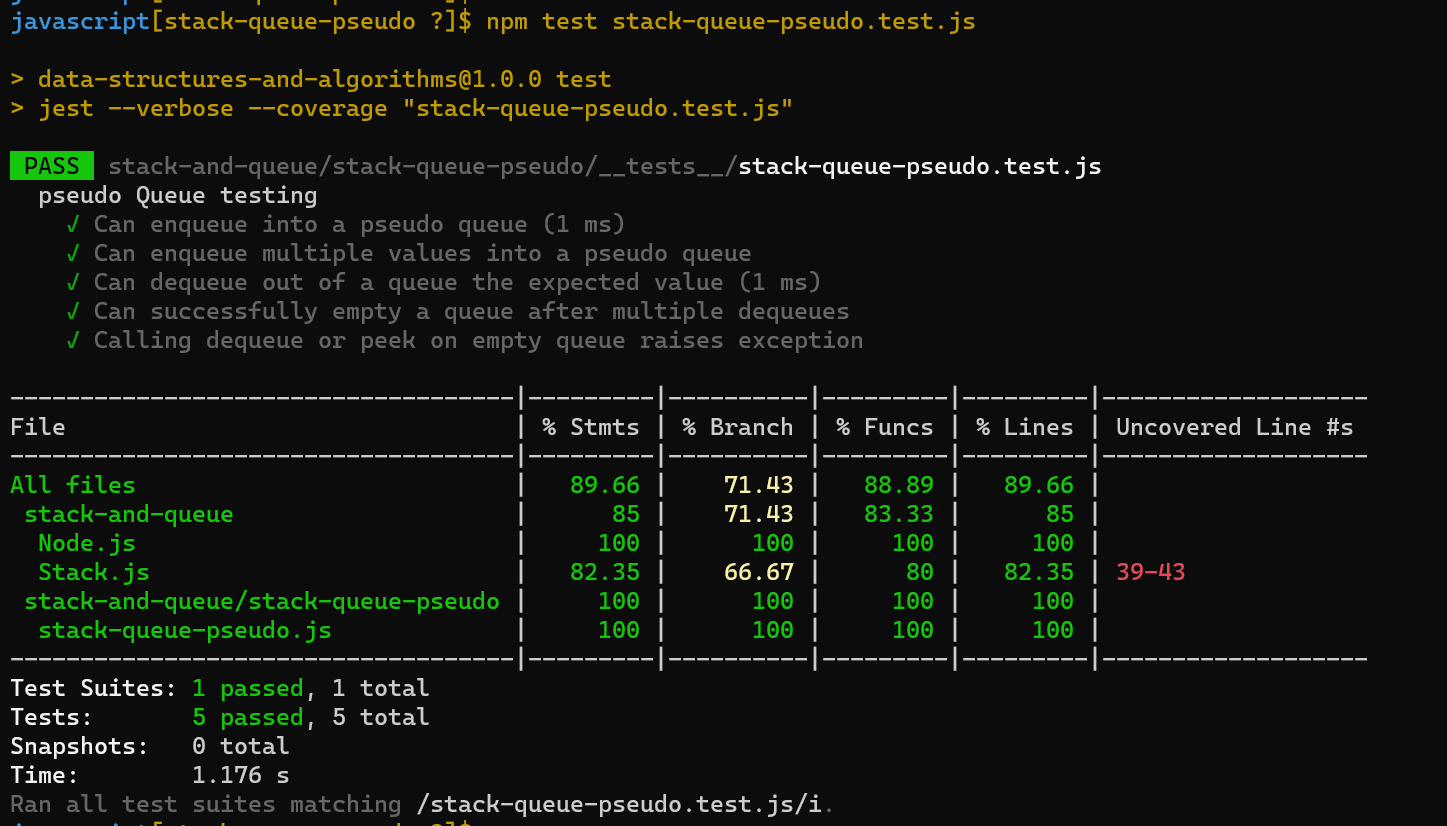 javascript[stack-queue-pseudo ?]$ npm test stack-queue-pseudo.test.js
> data-structures-and-algorithms@1.0.0 test
> jest --verbose --coverage "stack-queue-pseudo.test.js"
PASS stack-and-queue/stack-queue-pseudo/__tests__/stack-queue-pseudo.test.js
pseudo Queue testing
√ Can enqueue into a pseudo queue (1 ms)
√ Can enqueue multiple values into a pseudo queue
√ Can dequeue out of a queue the expected value (1 ms)
√ Can successfully empty a queue after multiple dequeues
√ Calling dequeue or peek on empty queue raises exception
------------------------------------|---------|----------|---------|---------|-------------------
File | % Stmts | % Branch | % Funcs | % Lines | Uncovered Line #s
------------------------------------|---------|----------|---------|---------|-------------------
All files | 89.66 | 71.43 | 88.89 | 89.66 |
stack-and-queue | 85 | 71.43 | 83.33 | 85 |
Node.js | 100 | 100 | 100 | 100 |
Stack.js | 82.35 | 66.67 | 80 | 82.35 | 39-43
stack-and-queue/stack-queue-pseudo | 100 | 100 | 100 | 100 |
stack-queue-pseudo.js | 100 | 100 | 100 | 100 |
------------------------------------|---------|----------|---------|---------|-------------------
Test Suites: 1 passed, 1 total
Tests: 5 passed, 5 total
Snapshots: 0 total
Time: 1.176 s
Ran all test suites matching /stack-queue-pseudo.test.js/i.